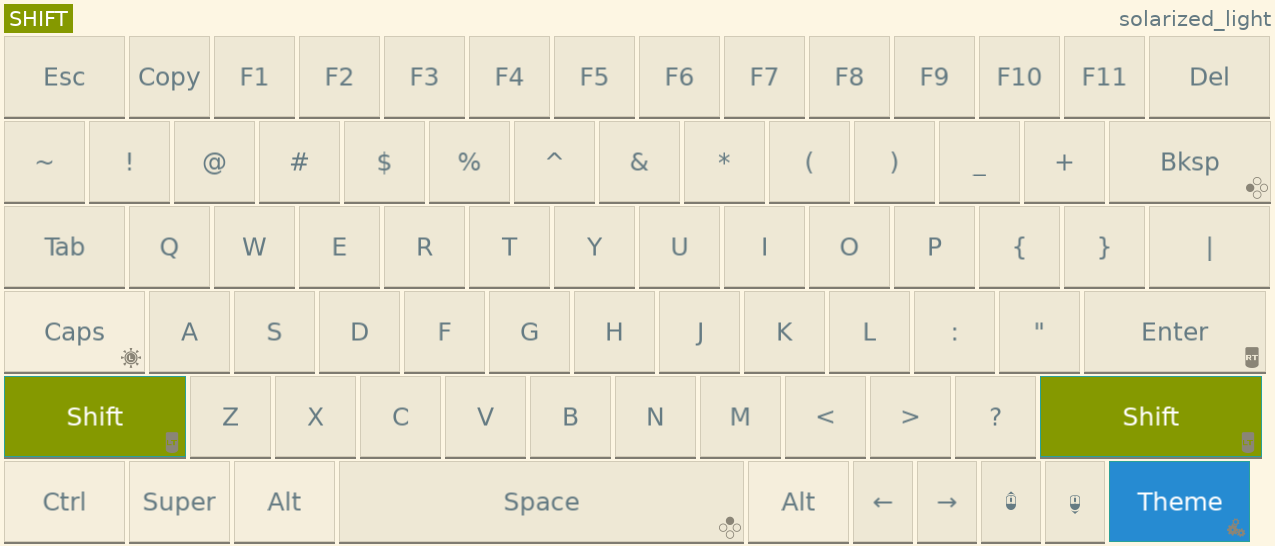 SHIFT solarized_light
Esc Copy F1 F2 F3 F4 F5 F6 F7 F8 F9 F10 F11 Del
~ ! @ # $ % ^ & * ( ) _ + Bksp
Tab Q W E R T Y U I O P { } |
Caps A S D F G H J K L : " Enter
L RT
Shift Z X C V B N M < > ? Shift
Ctrl Super Alt Space Alt ← → Theme